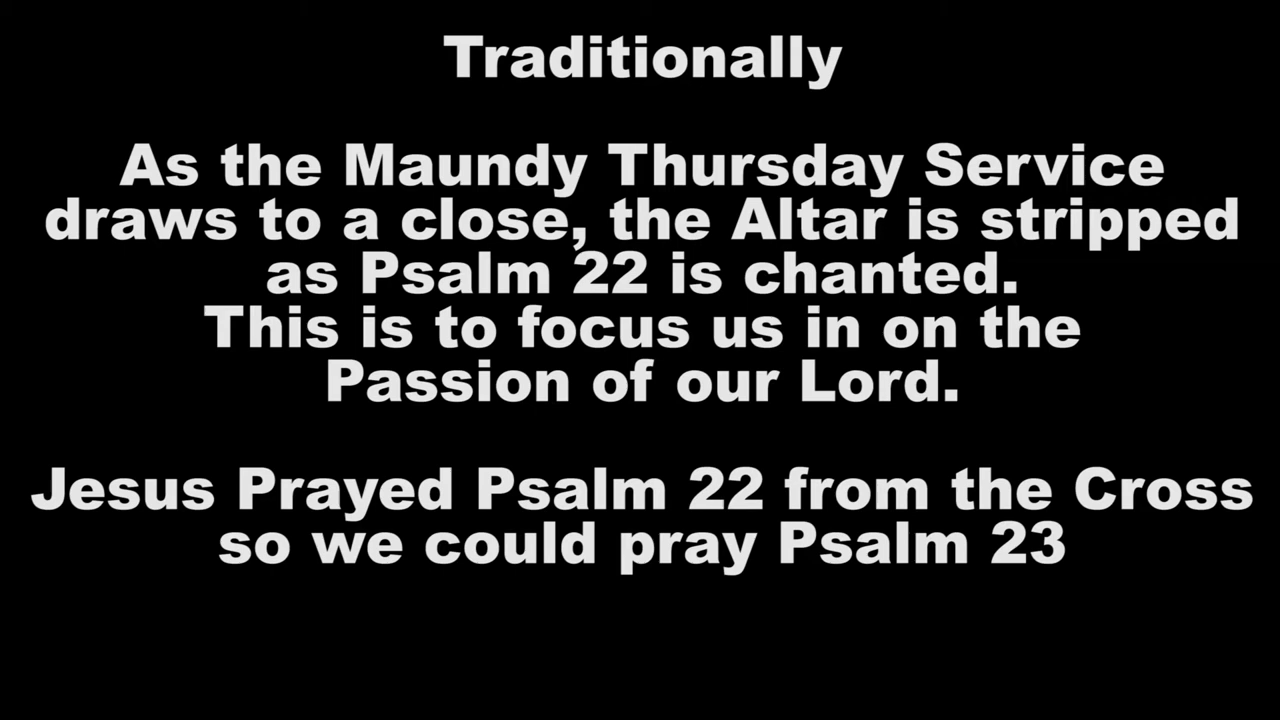 Traditionally
As the Maundy Thursday Service
draws to a close, the Altar is stripped
as Psalm 22 is chanted.
This is to focus us in on the
Passion of our Lord.
Jesus Prayed Psalm 22 from the Cross
so we could pray Psalm 23